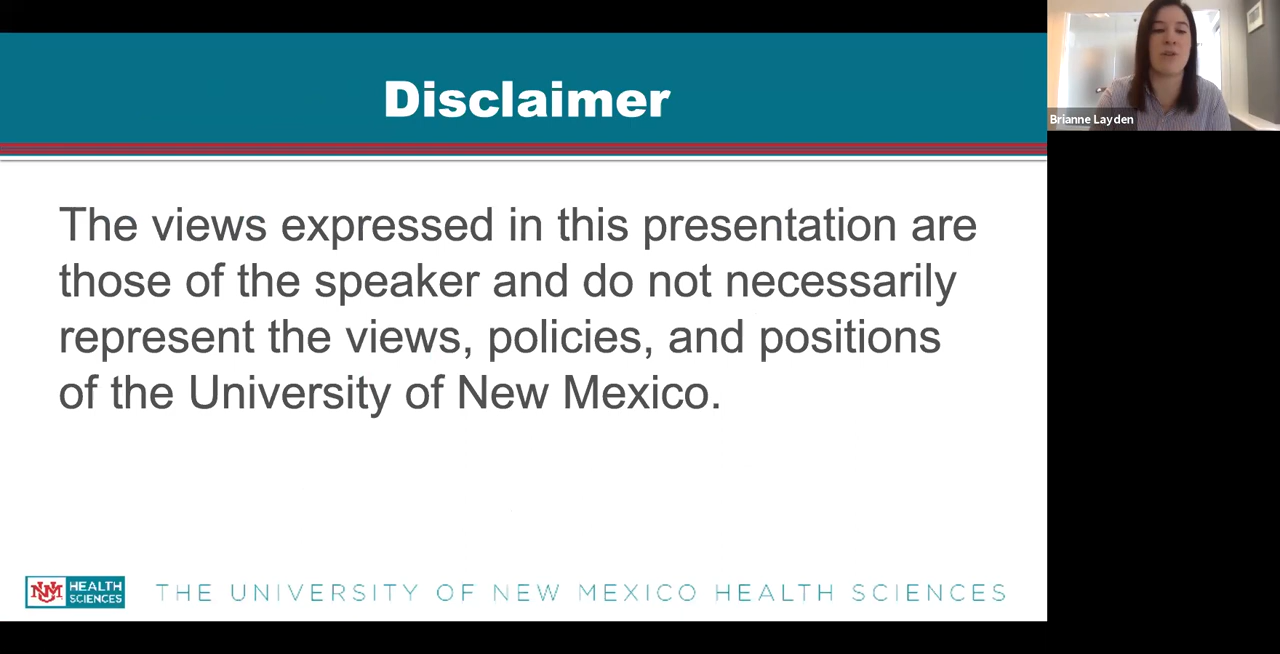 Disclaimer
Brianne Layden
The views expressed in this presentation are
those of the speaker and do not necessarily
represent the views, policies, and positions
of the University of New Mexico.
UNM HEALTH
SCIENCES
THE UNIVERSITY OF NEW MEXICO HEALTH SCIENCES